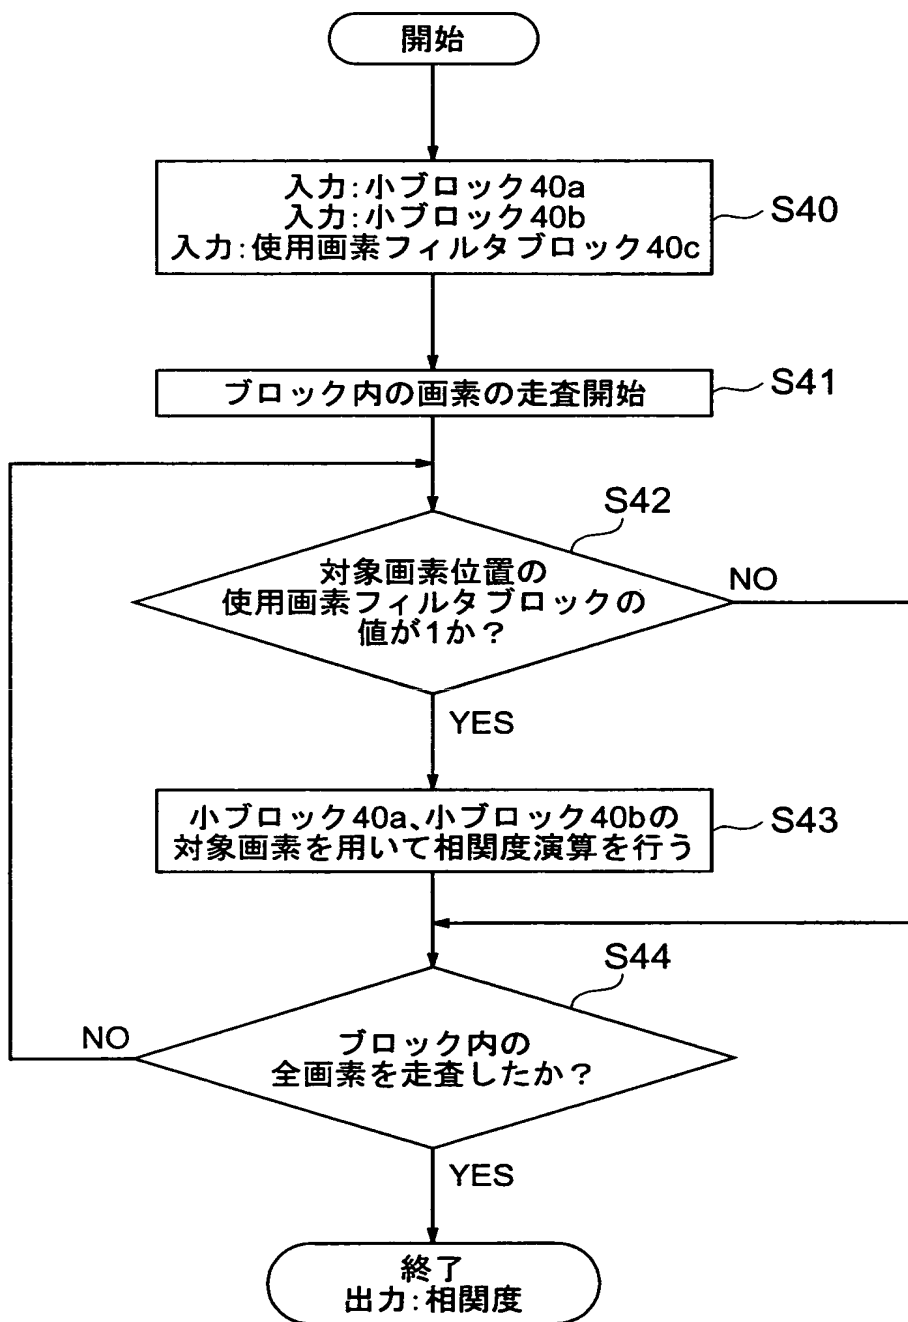 開始
入力:小ブロック40a
入力:小ブロック40b
入力:使用画素フィルタブロック40c
S40
ブロック内の画素の走査開始
S41
S42
対象画素位置の
使用画素フィルタブロックの
値が1か?
NO
YES
小ブロック40a、小ブロック40bの
対象画素を用いて相関度演算を行う
S43
S44
ブロック内の
全画素を走査したか?
NO
YES
終了
出力:相関度